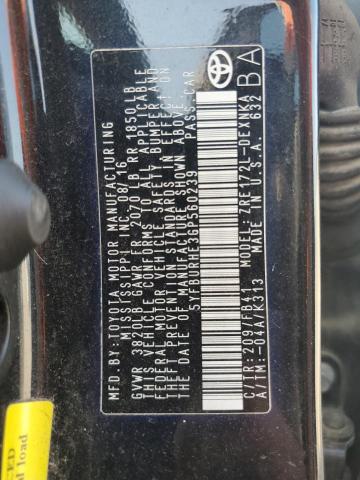 MFD.BY:TOYOTA MOTOR MANUFACTURING
MISSISSIPPI INC. 08/16
GVWR 3820LB GAWR FR 2070 LB RR 1850LB
THIS VEHICLE CONFORMS TO ALL APPLICABLE
FEDERAL MOTOR VEHICLE SAFETY, BUMPER, AND
THEFT PREVENTION STANDARDS IN EFFECT ON
THE DATE OF MANUFACTURE SHOWN ABOVE.
5YFBURHE3GP560239 PASS. CAR
C/TR:209/FB41 ZRE172L-DEXNKA
A/TM:-04A/K313 MADE IN U.S.A. 632
BA
TOYOTA
load